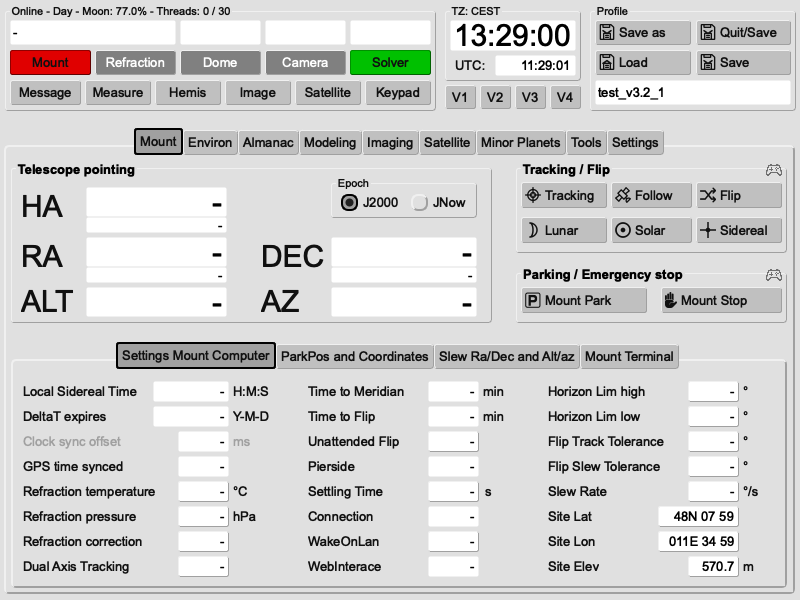 Online - Day - Moon: 77.0% - Threads: 0 / 30
TZ: CEST
Profile
-
13:29:00
Save as
Quit/Save
Mount
Refraction
Dome
Camera
Solver
UTC:
11:29:01
Load
Save
Message
Measure
Hemis
Image
Satellite
Keypad
V1
V2
V3
V4
test_v3.2_1
Mount
Environ
Almanac
Modeling
Imaging
Satellite
Minor Planets
Tools
Settings
Telescope pointing
HA
-
-
Epoch
J2000
JNow
RA
-
-
DEC
-
-
ALT
-
AZ
-
Tracking / Flip
Tracking
Follow
Flip
Lunar
Solar
Sidereal
Parking / Emergency stop
P
Mount Park
Mount Stop
Settings Mount Computer
ParkPos and Coordinates
Slew Ra/Dec and Alt/az
Mount Terminal
Local Sidereal Time - H:M:S
Time to Meridian - min
Horizon Lim high - °
DeltaT expires - Y-M-D
Time to Flip - min
Horizon Lim low - °
Clock sync offset - ms
Unattended Flip -
Flip Track Tolerance - °
GPS time synced -
Pierside -
Flip Slew Tolerance - °
Refraction temperature - °C
Settling Time - s
Slew Rate - °/s
Refraction pressure - hPa
Connection -
Site Lat 48N 07 59
Refraction correction -
WakeOnLan -
Site Lon 011E 34 59
Dual Axis Tracking -
WebInterace -
Site Elev 570.7 m